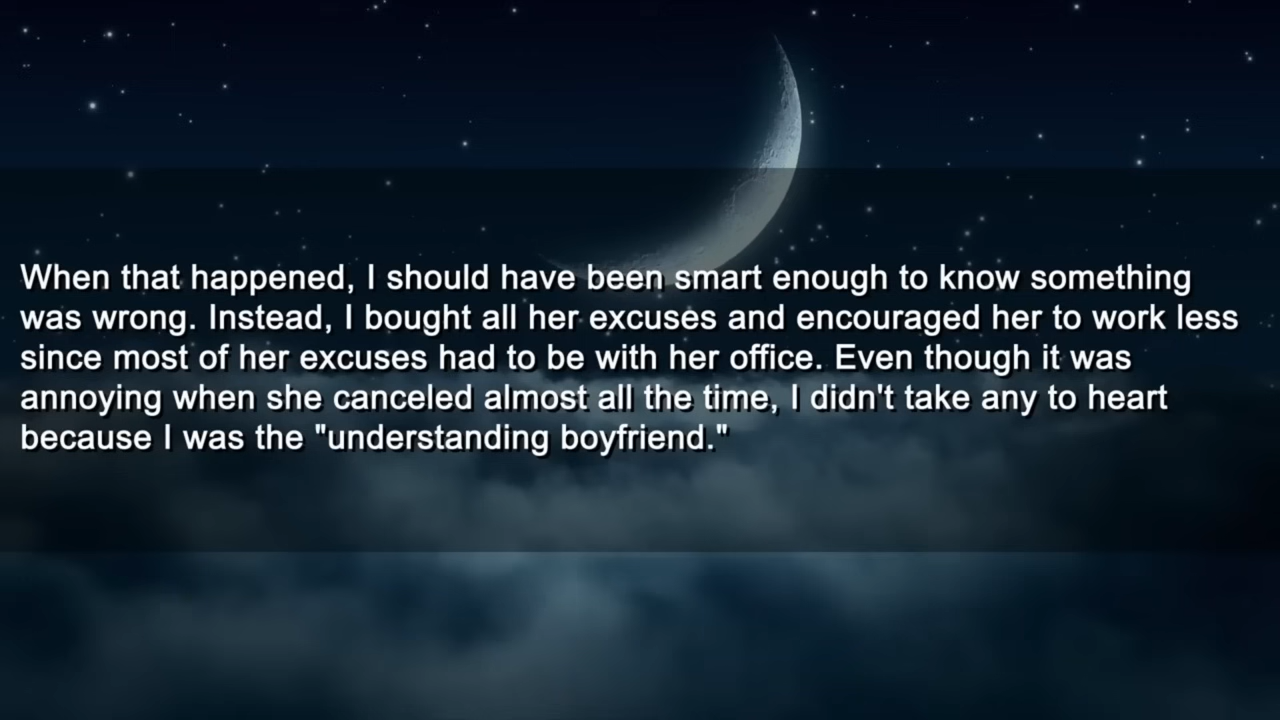 When that happened, I should have been smart enough to know something
was wrong. Instead, I bought all her excuses and encouraged her to work less
since most of her excuses had to be with her office. Even though it was
annoying when she canceled almost all the time, I didn't take any to heart
because I was the "understanding boyfriend."